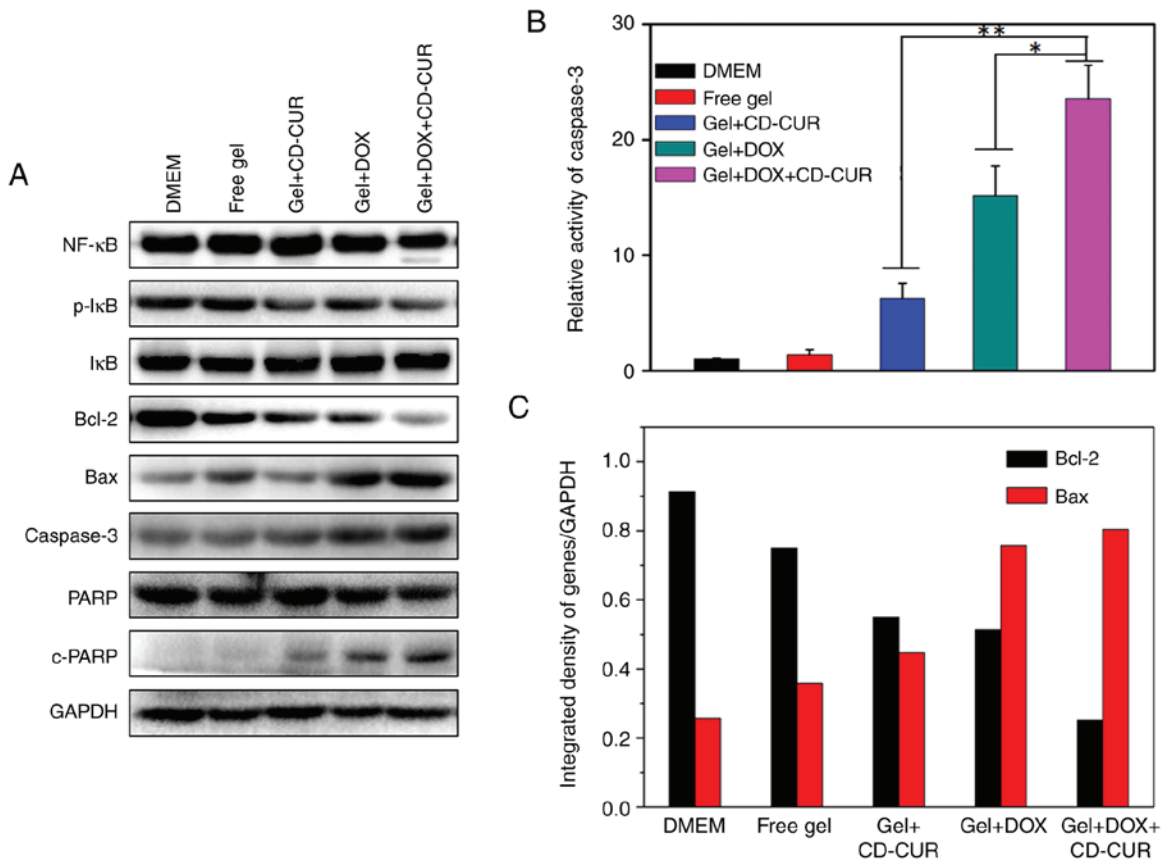 A
DMEM
Free gel
Gel+CD-CUR
Gel+DOX
Gel+DOX+CD-CUR
NF-κB
p-IκB
IκB
Bcl-2
Bax
Caspase-3
PARP
c-PARP
GAPDH
B
Relative activity of caspase-3
30
20
10
0
**
*
DMEM
Free gel
Gel+CD-CUR
Gel+DOX
Gel+DOX+CD-CUR
C
Integrated density of genes/GAPDH
1.0
0.8
0.6
0.4
0.2
0.0
Bcl-2
Bax
DMEM
Free gel
Gel+
CD-CUR
Gel+DOX
Gel+DOX+
CD-CUR